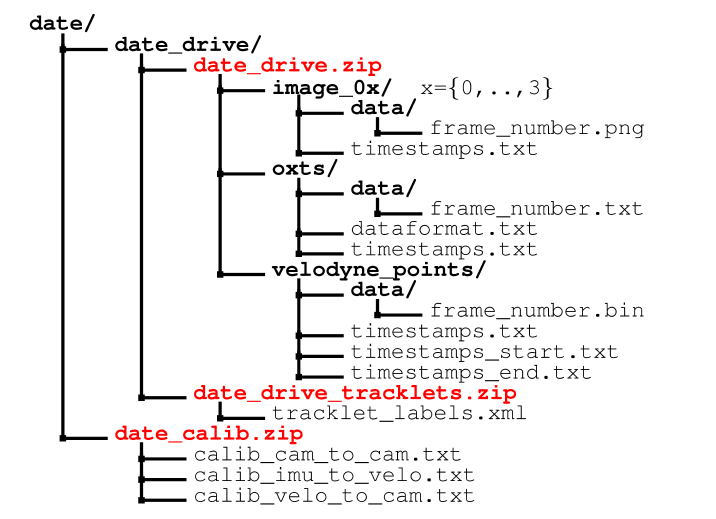 date/
date_drive/
date_drive.zip
image_0x/ x={0,..,3}
data/
frame_number.png
timestamps.txt
oxts/
data/
frame_number.txt
dataformat.txt
timestamps.txt
velodyne_points/
data/
frame_number.bin
timestamps.txt
timestamps_start.txt
timestamps_end.txt
date_drive_tracklets.zip
tracklet_labels.xml
date_calib.zip
calib_cam_to_cam.txt
calib_imu_to_velo.txt
calib_velo_to_cam.txt